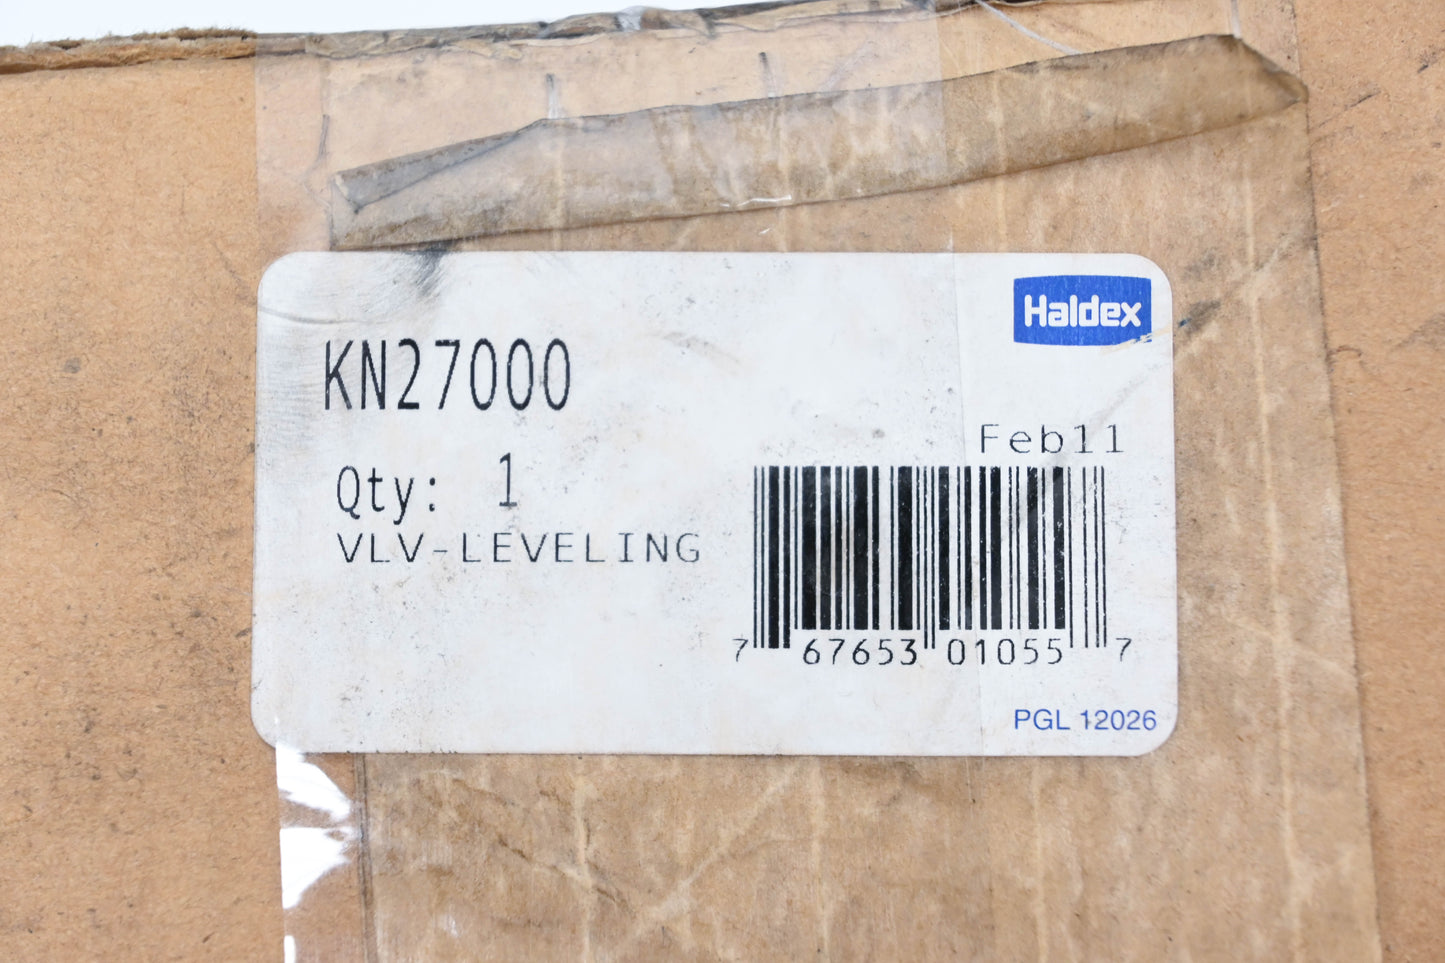 Haldex
KN27000
Feb11
Qty: 1
VLV-LEVELING
7 67653 01055 7
PGL 12026